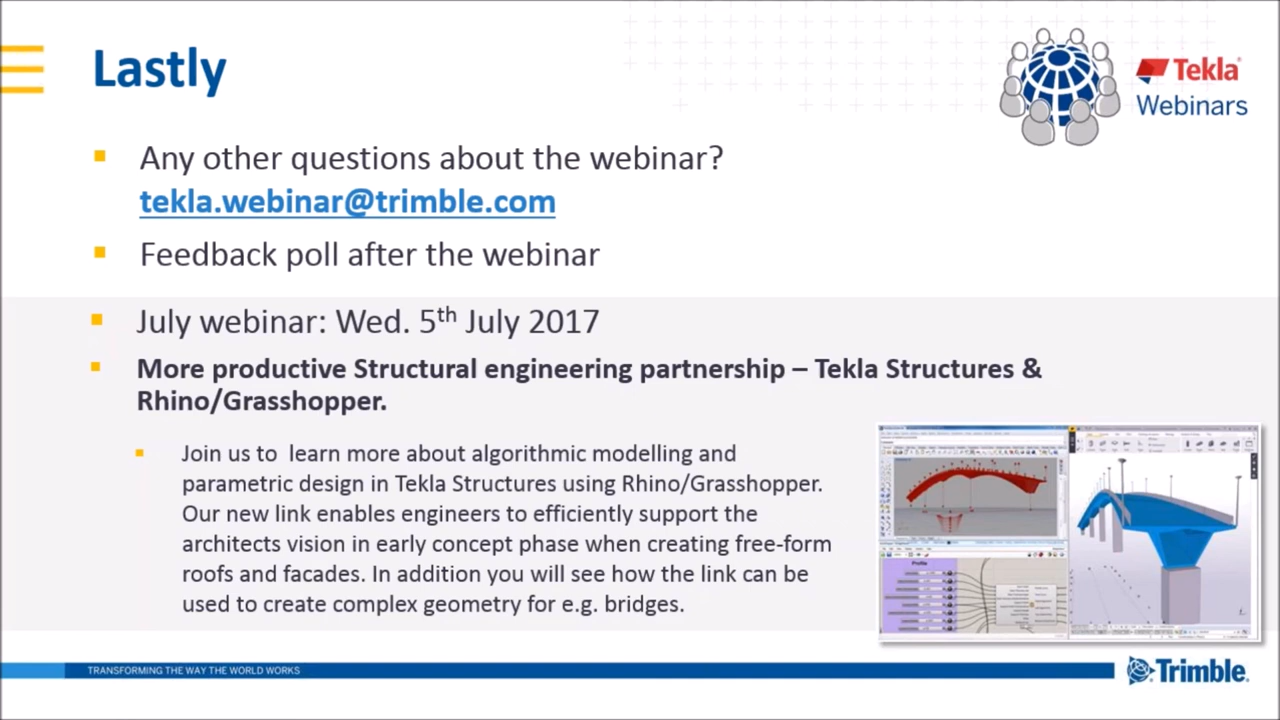 Lastly
Tekla
Webinars
Any other questions about the webinar?
tekla.webinar@trimble.com
Feedback poll after the webinar
July webinar: Wed. 5th July 2017
More productive Structural engineering partnership – Tekla Structures &
Rhino/Grasshopper.
Join us to  learn more about algorithmic modelling and
parametric design in Tekla Structures using Rhino/Grasshopper.
Our new link enables engineers to efficiently support the
architects vision in early concept phase when creating free-form
roofs and facades. In addition you will see how the link can be
used to create complex geometry for e.g. bridges.
Profile
TRANSFORMING THE WAY THE WORLD WORKS
Trimble.